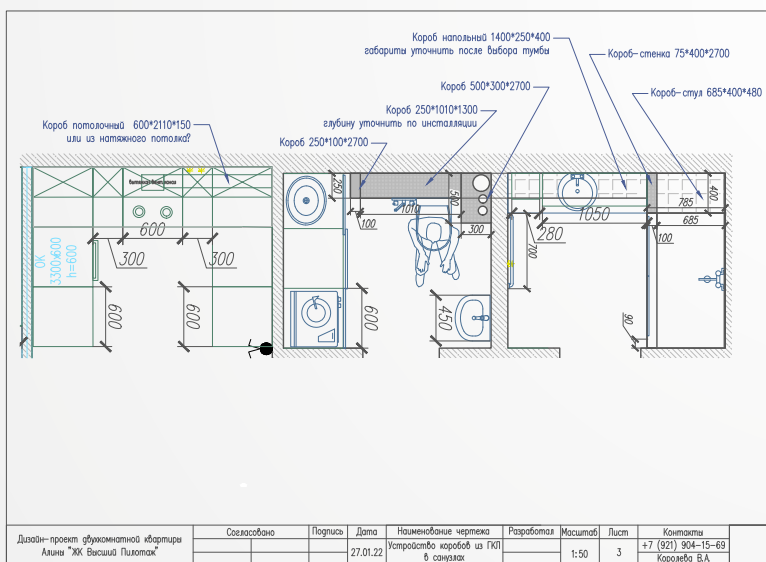 Короб напольный 1400*250*400
габариты уточнить после выбора тумбы
Короб-стенка 75*400*2700
Короб 500*300*2700
Короб-стул 685*400*480
Короб 250*1010*1300
глубину уточнить по инсталляции
Короб потолочный 600*2110*150
или из натяжного потолка?
Короб 250*100*2700
250
500
400
1010
100
300
1050
785
685
100
280
700
600
300
300
ОК
3300х600
h=600
600
600
600
450
90
Дизайн-проект двухкомнатной квартиры
Алины "ЖК Высший Пилотаж"
Согласовано
Подпись
Дата
27.01.22
Наименование чертежа
Устройство коробов из ГКЛ
в санузлах
Разработал
Масштаб
1:50
Лист
3
Контакты
+7 (921) 904-15-69
Королева В.А.